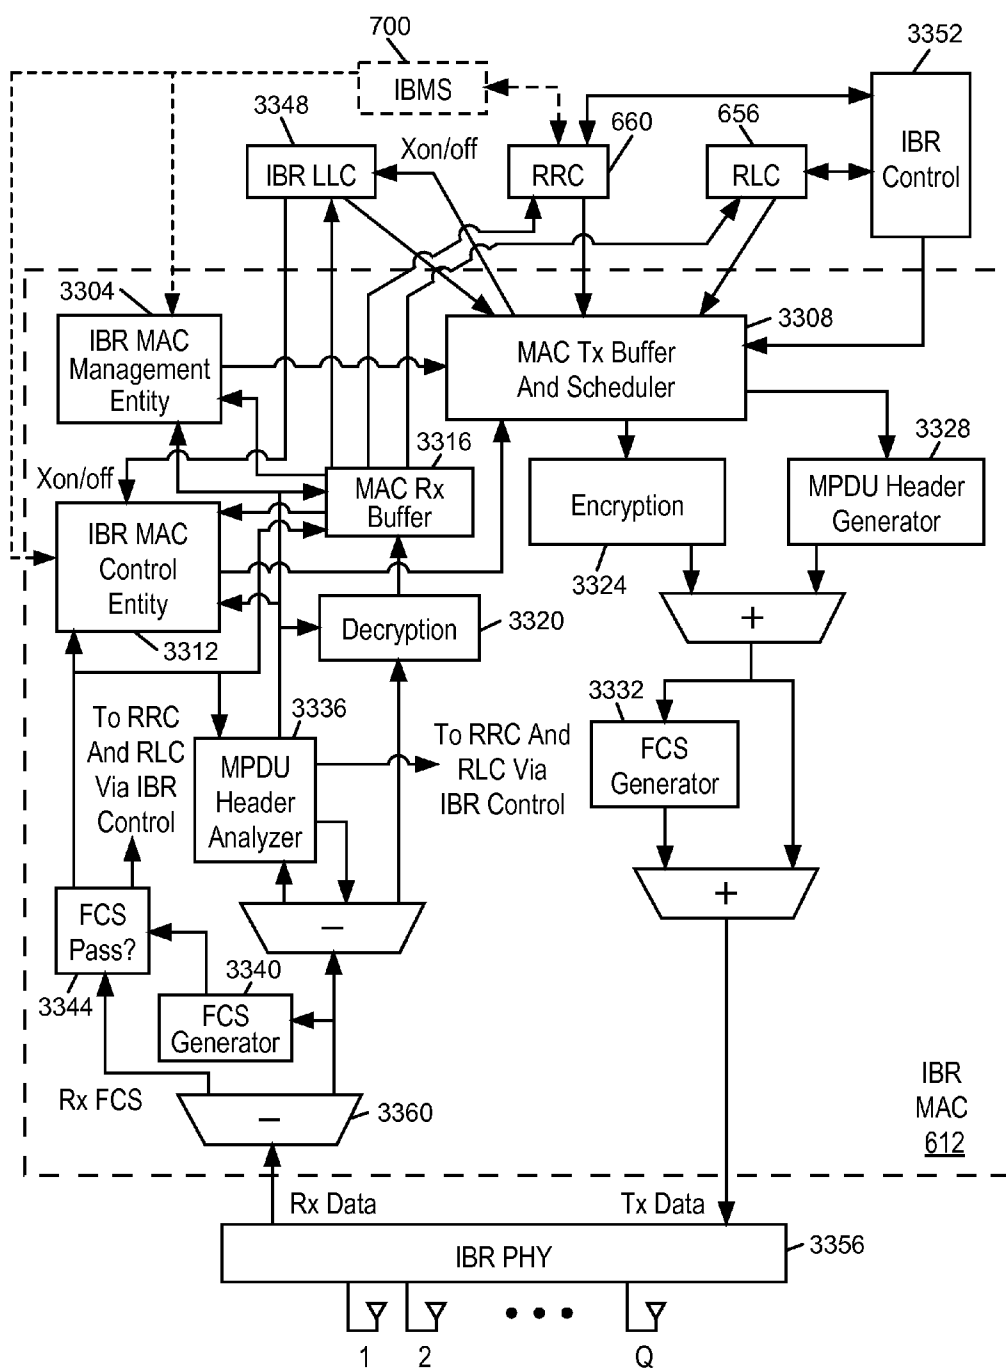 700
3352
IBMS
3348
660
656
Xon/off
IBR
Control
IBR LLC
RRC
RLC
3304
3308
IBR MAC
Management
Entity
MAC Tx Buffer
And Scheduler
3316
3328
Xon/off
MAC Rx
Buffer
Encryption
MPDU Header
Generator
IBR MAC
Control
Entity
3324
+
Decryption
3320
3312
3332
3336
To RRC
And RLC
Via IBR
Control
MPDU
Header
Analyzer
To RRC And
RLC Via
IBR Control
FCS
Generator
+
FCS
Pass?
–
3344
3340
FCS
Generator
Rx FCS
–
3360
IBR
MAC
612
Rx Data
Tx Data
IBR PHY
3356
• • •
1
2
Q